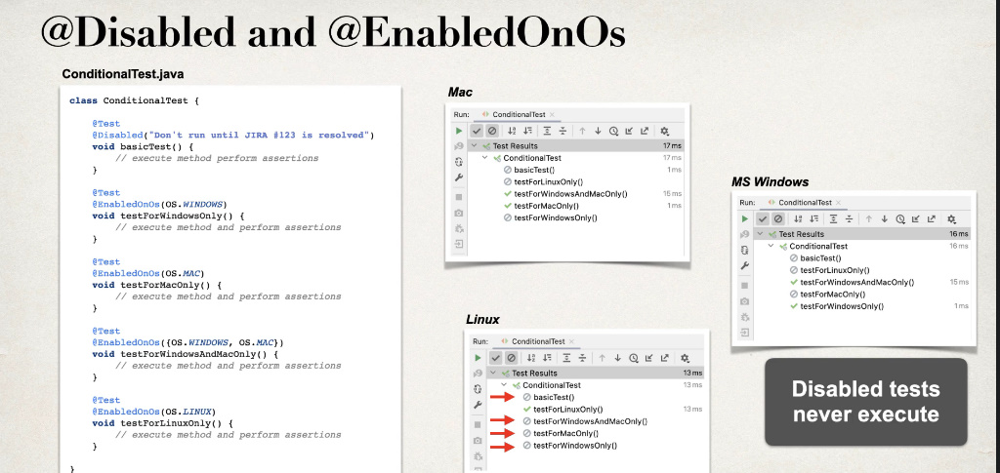 @Disabled and @EnabledOnOs
ConditionalTest.java
class ConditionalTest {
@Test
@Disabled("Don't run until JIRA #123 is resolved")
void basicTest() {
// execute method perform assertions
}
@Test
@EnabledOnOs(OS.WINDOWS)
void testForWindowsOnly() {
// execute method and perform assertions
}
@Test
@EnabledOnOs(OS.MAC)
void testForMacOnly() {
// execute method and perform assertions
}
@Test
@EnabledOnOs({OS.WINDOWS, OS.MAC})
void testForWindowsAndMacOnly() {
// execute method and perform assertions
}
@Test
@EnabledOnOs(OS.LINUX)
void testForLinuxOnly() {
// execute method and perform assertions
}
}
Mac
Run: ConditionalTest
Test Results 17 ms
ConditionalTest 17 ms
basicTest() 1 ms
testForLinuxOnly()
testForWindowsAndMacOnly() 15 ms
testForMacOnly() 1 ms
testForWindowsOnly()
MS Windows
Run: ConditionalTest
Test Results 16 ms
ConditionalTest 16 ms
basicTest()
testForLinuxOnly()
testForWindowsAndMacOnly() 15 ms
testForMacOnly()
testForWindowsOnly() 1 ms
Linux
Run: ConditionalTest
Test Results 13 ms
ConditionalTest 13 ms
basicTest()
testForLinuxOnly() 13 ms
testForWindowsAndMacOnly()
testForMacOnly()
testForWindowsOnly()
Disabled tests
never execute